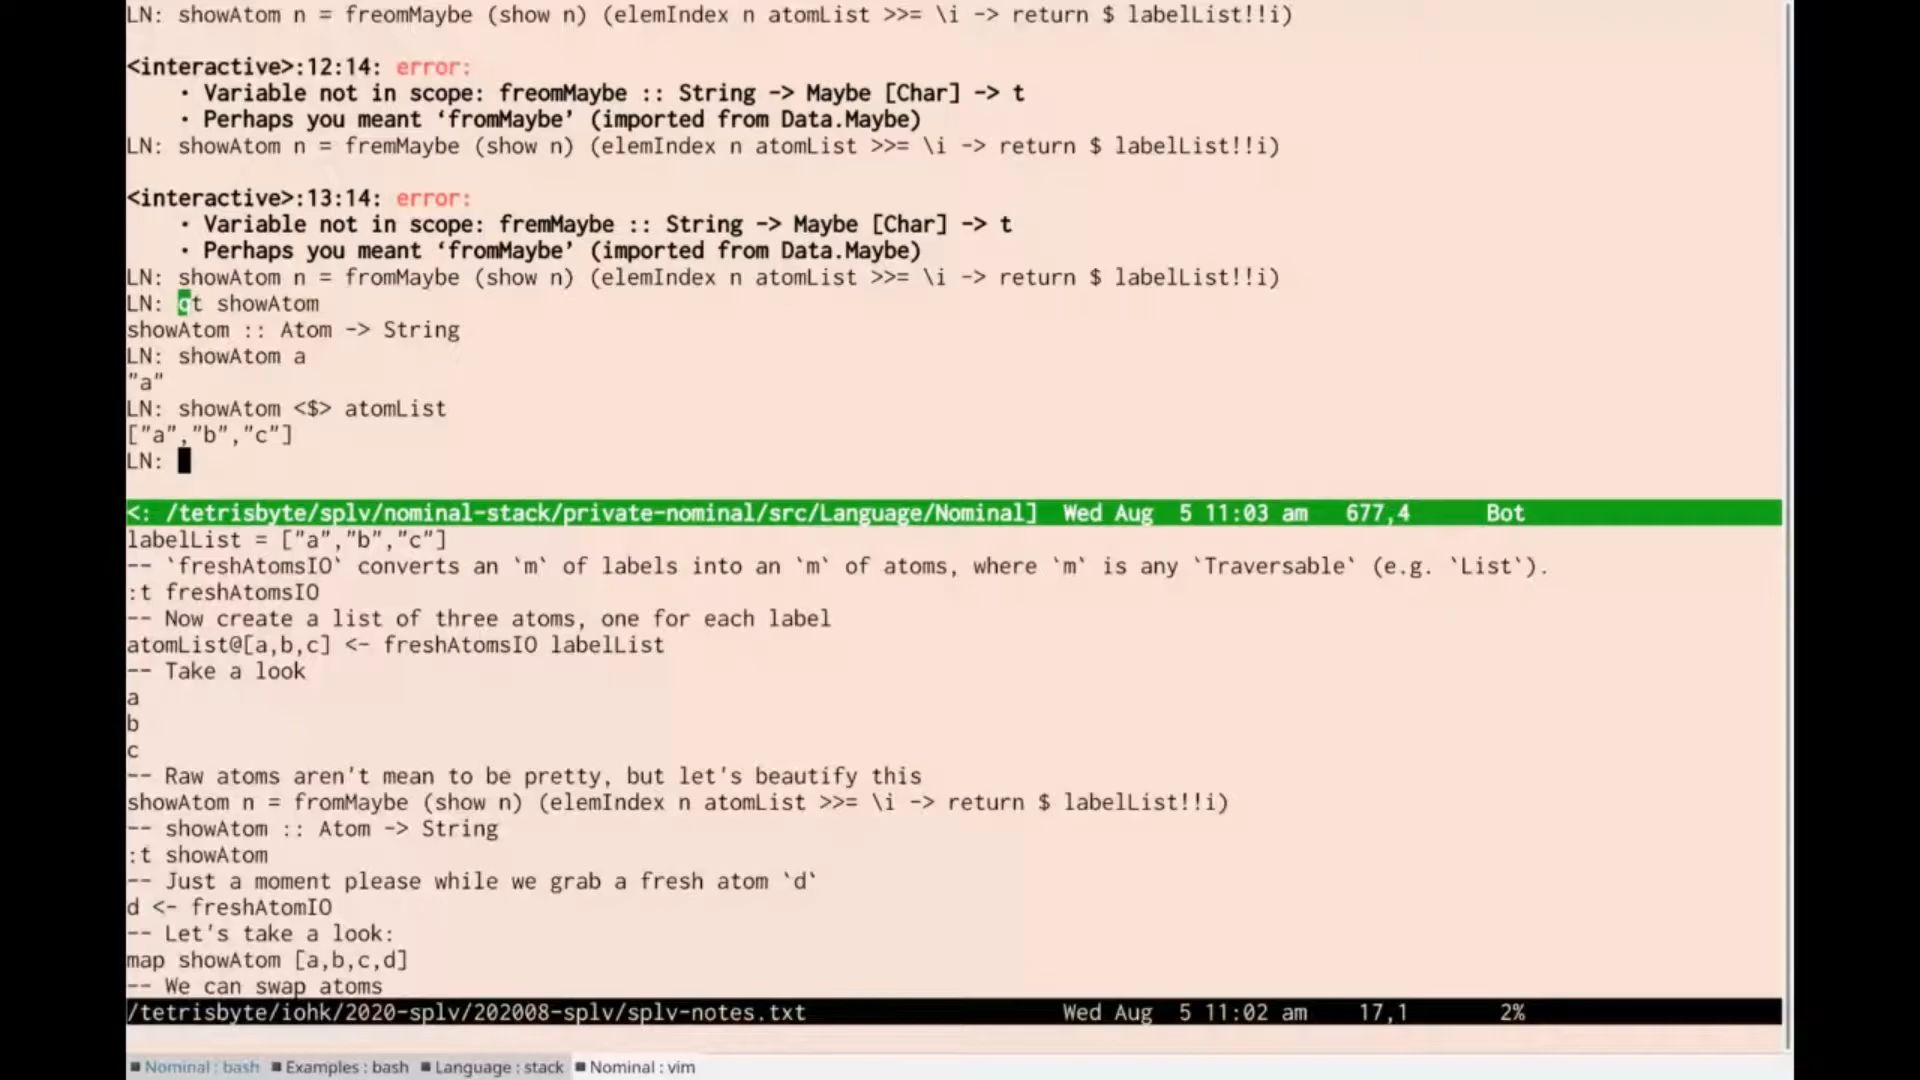 LN: showAtom n = freomMaybe (show n) (elemIndex n atomList >>= \i -> return $ labelList!!i)
<interactive>:12:14: error:
• Variable not in scope: freomMaybe :: String -> Maybe [Char] -> t
• Perhaps you meant ‘fromMaybe’ (imported from Data.Maybe)
LN: showAtom n = fremMaybe (show n) (elemIndex n atomList >>= \i -> return $ labelList!!i)
<interactive>:13:14: error:
• Variable not in scope: fremMaybe :: String -> Maybe [Char] -> t
• Perhaps you meant ‘fromMaybe’ (imported from Data.Maybe)
LN: showAtom n = fromMaybe (show n) (elemIndex n atomList >>= \i -> return $ labelList!!i)
LN: showAtom
showAtom :: Atom -> String
LN: showAtom a
"a"
LN: showAtom <$> atomList
["a","b","c"]
LN:
<: /tetrisbyte/splv/nominal-stack/private-nominal/src/Language/Nominal] Wed Aug 5 11:03 am 677,4 Bot
labelList = ["a","b","c"]
-- `freshAtomsIO` converts an `m` of labels into an `m` of atoms, where `m` is any `Traversable` (e.g. `List`).
:t freshAtomsIO
-- Now create a list of three atoms, one for each label
atomList@[a,b,c] <- freshAtomsIO labelList
-- Take a look
a
b
c
-- Raw atoms aren't mean to be pretty, but let's beautify this
showAtom n = fromMaybe (show n) (elemIndex n atomList >>= \i -> return $ labelList!!i)
-- showAtom :: Atom -> String
:t showAtom
-- Just a moment please while we grab a fresh atom `d`
d <- freshAtomIO
-- Let's take a look:
map showAtom [a,b,c,d]
-- We can swap atoms
/tetrisbyte/iohk/2020-splv/202008-splv/splv-notes.txt Wed Aug 5 11:02 am 17,1 2%
Nominal : bash Examples : bash Language : stack Nominal : vim